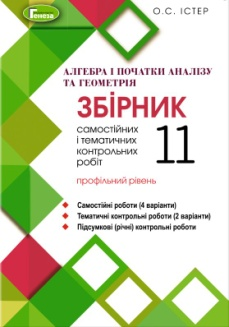 Генеза
О.С. ІСТЕР
АЛГЕБРА І ПОЧАТКИ АНАЛІЗУ
ТА ГЕОМЕТРІЯ
ЗБІРНИК
самостійних
і тематичних
контрольних
робіт
11
профільний рівень
Самостійні роботи (4 варіанти)
Тематичні контрольні роботи (2 варіанти)
Підсумкові (річні) контрольні роботи